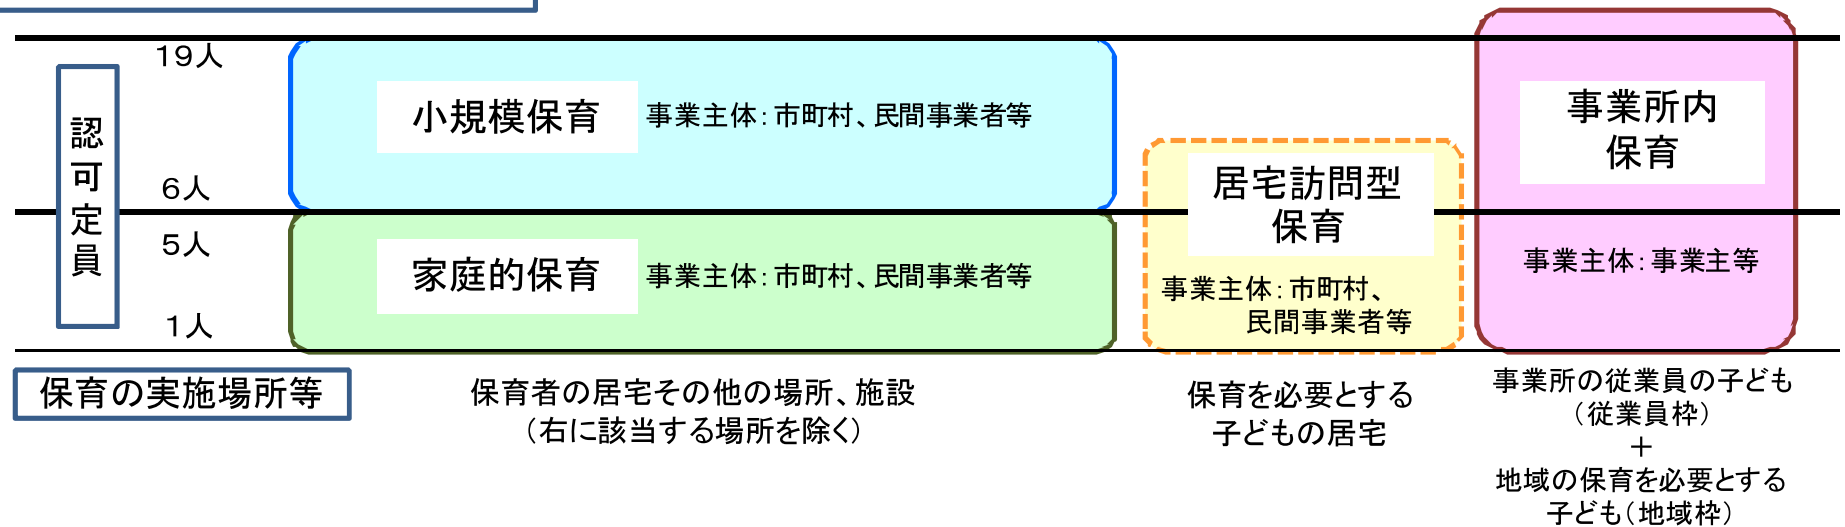 19人
認可定員
6人
5人
1人
小規模保育 事業主体：市町村、民間事業者等
家庭的保育 事業主体：市町村、民間事業者等
居宅訪問型
保育
事業主体：市町村、
民間事業者等
事業所内
保育
事業主体：事業主等
保育の実施場所等
保育者の居宅その他の場所、施設
（右に該当する場所を除く）
保育を必要とする
子どもの居宅
事業所の従業員の子ども
（従業員枠）
＋
地域の保育を必要とする
子ども（地域枠）